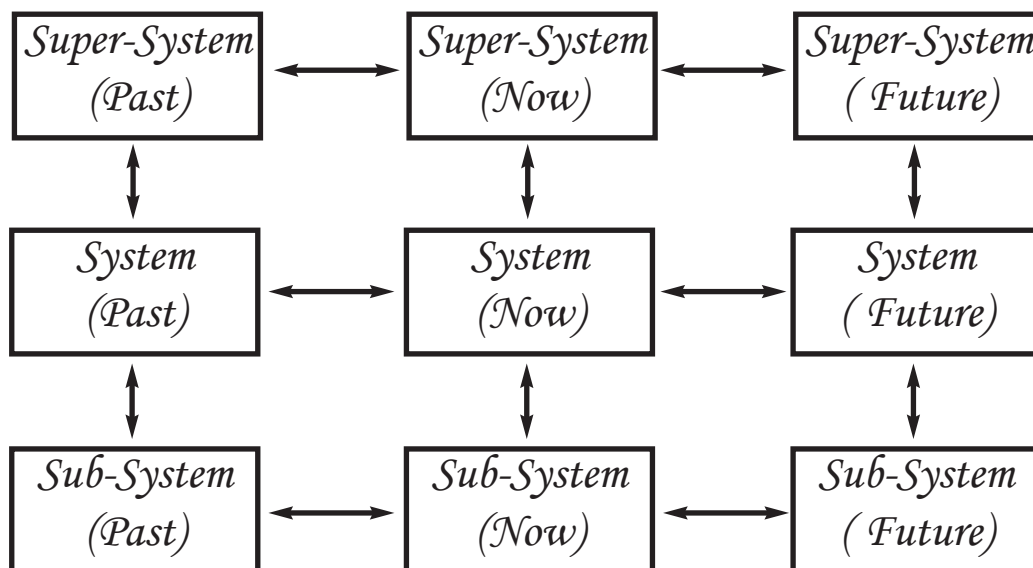 Super-System
(Past)
Super-System
(Now)
Super-System
( Future)
System
(Past)
System
(Now)
System
( Future)
Sub-System
(Past)
Sub-System
(Now)
Sub-System
( Future)